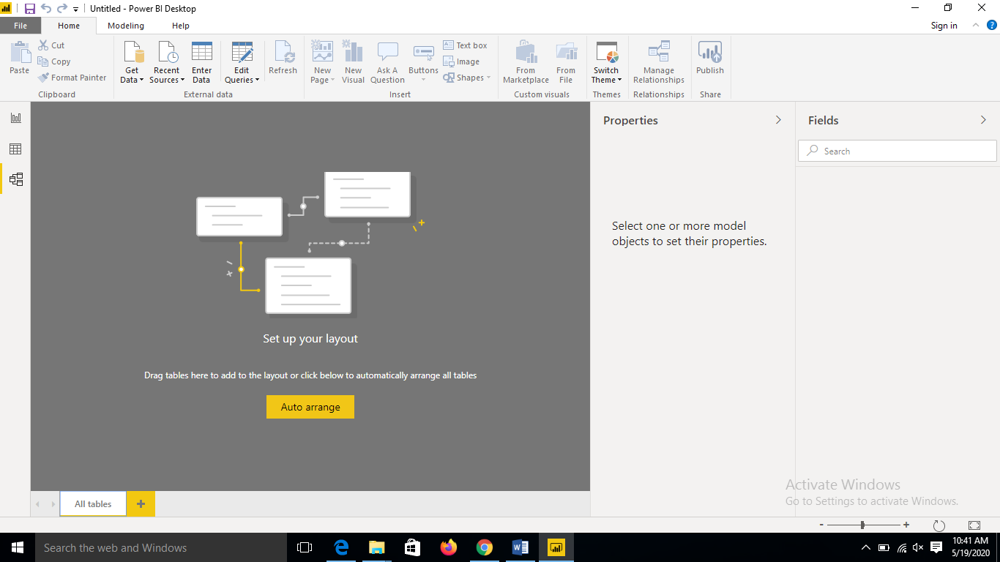 Untitled - Power BI Desktop
File Home Modeling Help Sign in
Paste
Cut
Copy
Format Painter
Clipboard
Get Data
Recent Sources
Enter Data
Edit Queries
Refresh
External data
New Page
New Visual
Ask A Question
Buttons
Text box
Image
Shapes
Insert
From Marketplace
From File
Custom visuals
Switch Theme
Themes
Manage Relationships
Relationships
Publish
Share
Properties
Fields
Search
Select one or more model
objects to set their properties.
Set up your layout
Drag tables here to add to the layout or click below to automatically arrange all tables
Auto arrange
Activate Windows
Go to Settings to activate Windows.
All tables
Search the web and Windows
10:41 AM
5/19/2020